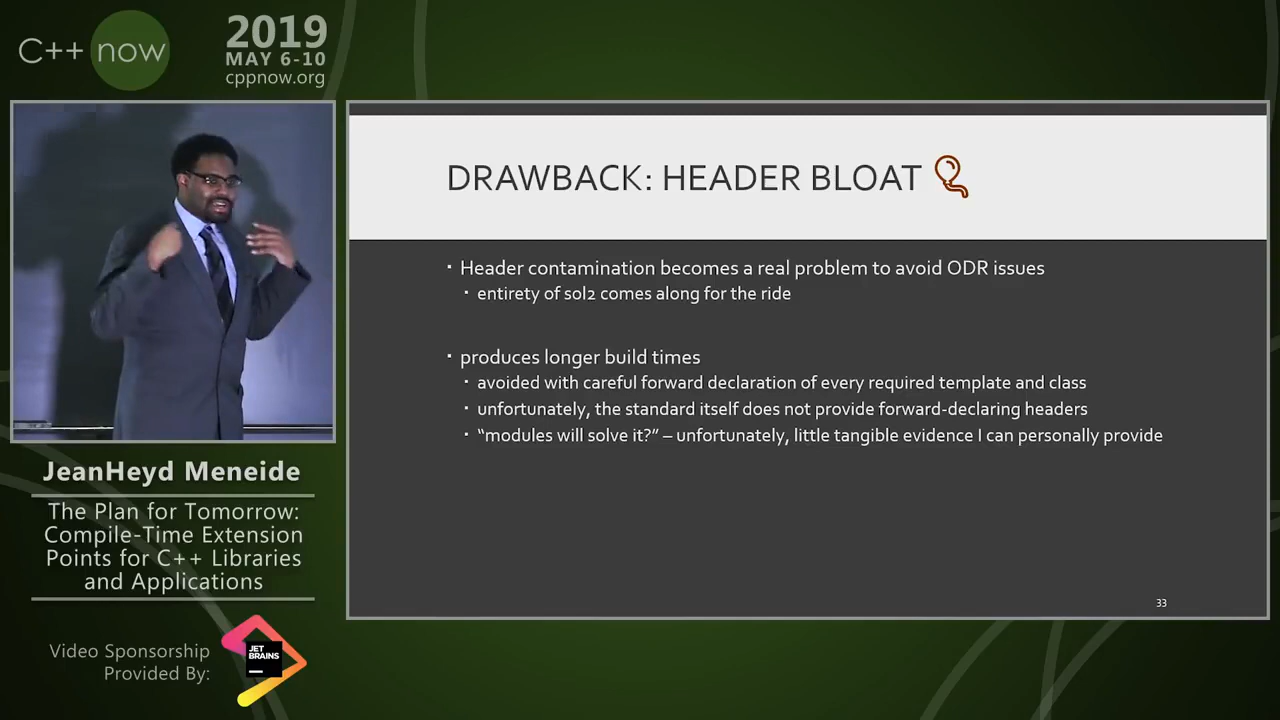 C++ now
2019
MAY 6-10
cppnow.org
DRAWBACK: HEADER BLOAT
Header contamination becomes a real problem to avoid ODR issues
entirety of sol2 comes along for the ride
produces longer build times
avoided with careful forward declaration of every required template and class
unfortunately, the standard itself does not provide forward-declaring headers
“modules will solve it?” – unfortunately, little tangible evidence I can personally provide
33
JeanHeyd Meneide
The Plan for Tomorrow:
Compile-Time Extension
Points for C++ Libraries
and Applications
Video Sponsorship
Provided By:
JET
BRAINS